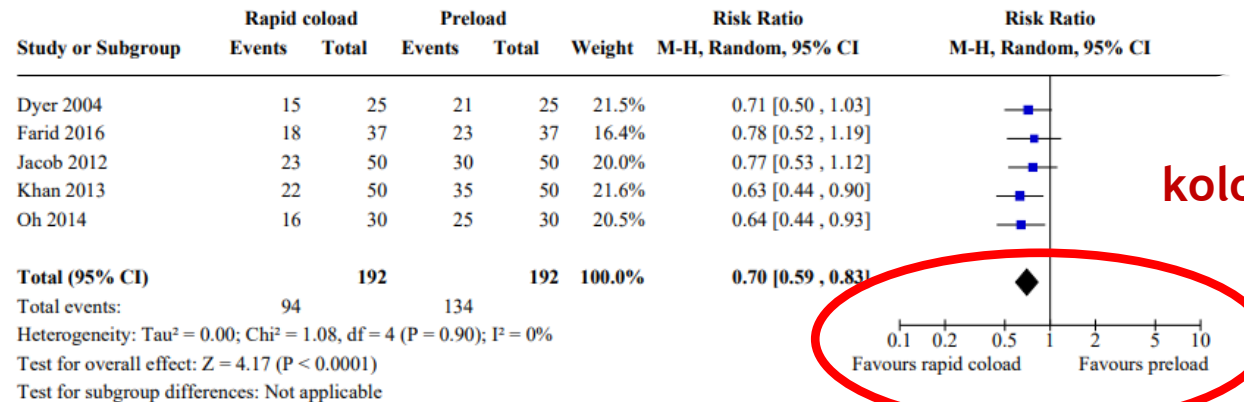 Rapid coload Preload Risk Ratio Risk Ratio
Study or Subgroup Events Total Events Total Weight M-H, Random, 95% CI M-H, Random, 95% CI
Dyer 2004 15 25 21 25 21.5% 0.71 [0.50 , 1.03]
Farid 2016 18 37 23 37 16.4% 0.78 [0.52 , 1.19]
Jacob 2012 23 50 30 50 20.0% 0.77 [0.53 , 1.12]
Khan 2013 22 50 35 50 21.6% 0.63 [0.44 , 0.90]
kolo
Oh 2014 16 30 25 30 20.5% 0.64 [0.44 , 0.93]
Total (95% CI) 192 192 100.0% 0.70 [0.59 , 0.83]
Total events: 94 134
Heterogeneity: Tau² = 0.00; Chi² = 1.08, df = 4 (P = 0.90); I² = 0%
0.1 0.2 0.5 1 2 5 10
Test for overall effect: Z = 4.17 (P < 0.0001)
Favours rapid coload Favours preload
Test for subgroup differences: Not applicable